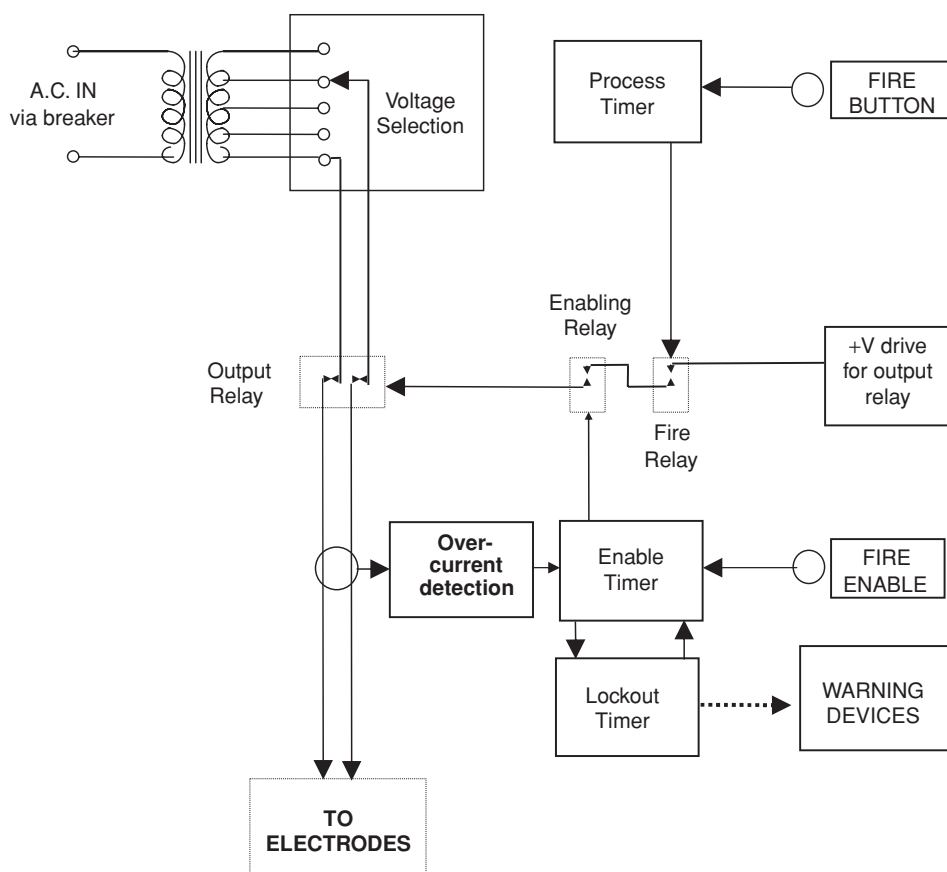 A.C. IN
via breaker
Voltage
Selection
Process
Timer
FIRE
BUTTON
Enabling
Relay
Output
Relay
Fire
Relay
+V drive
for output
relay
Over-
current
detection
Enable
Timer
FIRE
ENABLE
Lockout
Timer
WARNING
DEVICES
TO
ELECTRODES